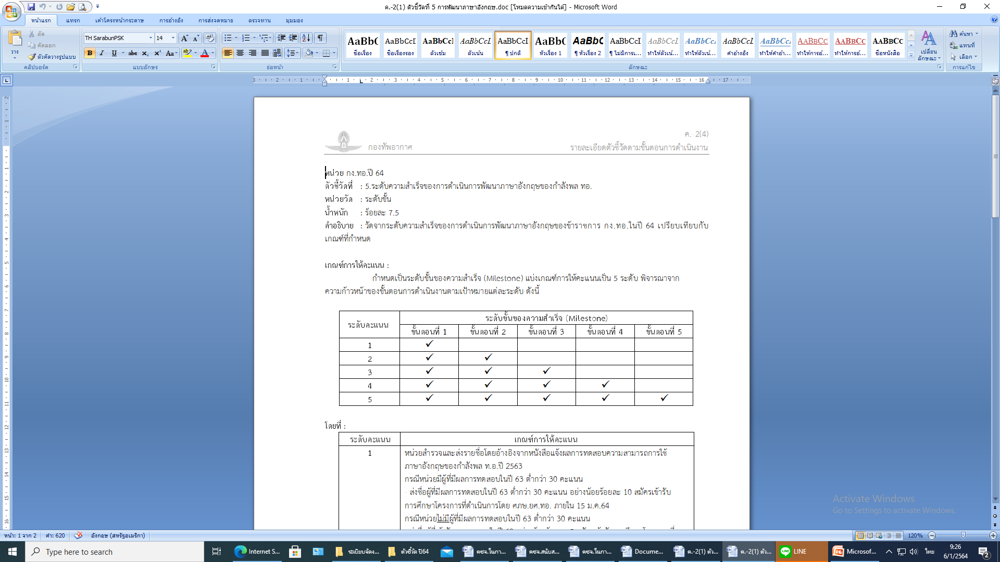 ค.-2(1) ตัวชี้วัดที่ 5 การพัฒนาภาษาอังกฤษ.doc [โหมดความเข้ากันได้] - Microsoft Word
หน้าแรก แทรก เค้าโครงหน้ากระดาษ การอ้างอิง การส่งจดหมาย ตรวจทาน มุมมอง
วาง ตัด คัดลอก ตัวคัดวางรูปแบบ คลิปบอร์ด
TH SarabunPSK 14 แบบอักษร
ย่อหน้า
AaBbC AaBbCcI AaBbCcI AaBbCcL AaBbCcI AaBbC AaBbC AaBbCcI AaBbCcL AaBbCcL AaBbCcL AaBbCcL AaBbCc AaBbCc AaBbCc
ชื่อเรื่อง ชื่อเรื่องรอง ตัวเข้ม ตัวเน้น ¶ ปกติ หัวเรื่อง 1 ¶ หัวเรื่อง 2 ¶ ไม่มีการเ... ทำให้ตัวเน้... ทำให้ตัวเน้... คำอ้างอิง ทำให้คำอ้... ทำให้การอ้... ทำให้การอ้... ชื่อหนังสือ
ลักษณะ
เปลี่ยน ลักษณะ
ค้นหา แทนที่ เลือก การแก้ไข
ค.-2(4)
กองทัพอากาศ รายละเอียดตัวชี้วัดตามขั้นตอนการดำเนินงาน
หน่วย กง.ทอ.ปี 64
ตัวชี้วัดที่ : 5.ระดับความสำเร็จของการดำเนินการพัฒนาภาษาอังกฤษของกำลังพล ทอ.
หน่วยวัด : ระดับขั้น
น้ำหนัก : ร้อยละ 7.5
คำอธิบาย : วัดจากระดับความสำเร็จของการดำเนินการพัฒนาภาษาอังกฤษของข้าราชการ กง.ทอ.ในปี 64 เปรียบเทียบกับ
เกณฑ์ที่กำหนด
เกณฑ์การให้คะแนน :
กำหนดเป็นระดับขั้นของความสำเร็จ (Milestone) แบ่งเกณฑ์การให้คะแนนเป็น 5 ระดับ พิจารณาจาก
ความก้าวหน้าของขั้นตอนการดำเนินงานตามเป้าหมายแต่ละระดับ ดังนี้
ระดับคะแนน ระดับขั้นของความสำเร็จ (Milestone)
ขั้นตอนที่ 1 ขั้นตอนที่ 2 ขั้นตอนที่ 3 ขั้นตอนที่ 4 ขั้นตอนที่ 5
1 ✓
2 ✓ ✓
3 ✓ ✓ ✓
4 ✓ ✓ ✓ ✓
5 ✓ ✓ ✓ ✓ ✓
โดยที่ :
ระดับคะแนน เกณฑ์การให้คะแนน
1 หน่วยสำรวจและส่งรายชื่อโดยอ้างอิงจากหนังสือแจ้งผลการทดสอบความสามารถการใช้
ภาษาอังกฤษของกำลังพล ท.อ.ปี 2563
กรณีหน่วยมีผู้ที่มีผลการทดสอบในปี 63 ต่ำกว่า 30 คะแนน
- ส่งชื่อผู้ที่มีผลการทดสอบในปี 63 ต่ำกว่า 30 คะแนน อย่างน้อยร้อยละ 10 สมัครเข้ารับ
การศึกษาโครงการที่ดำเนินการโดย ศภษ.ยศ.ทอ. ภายใน 15 ม.ค.64
กรณีหน่วยไม่มีผู้ที่มีผลการทดสอบในปี 63 ต่ำกว่า 30 คะแนน
Activate Windows
Go to Settings to activate Windows.
หน้า: 1 จาก 2 คำ: 620 อังกฤษ (สหรัฐอเมริกา) 120%
Type here to search Internet S... ระเบียบจัดง... ตัวชี้วัด ปี64 คชจ.ในกา... คชจ.สนับส... คชจ.ในกา... Docume... ค.-2(1) ตัว... ค.-2(1) ตัว... LINE Microsof... ไทย 9:26
6/1/2564 2